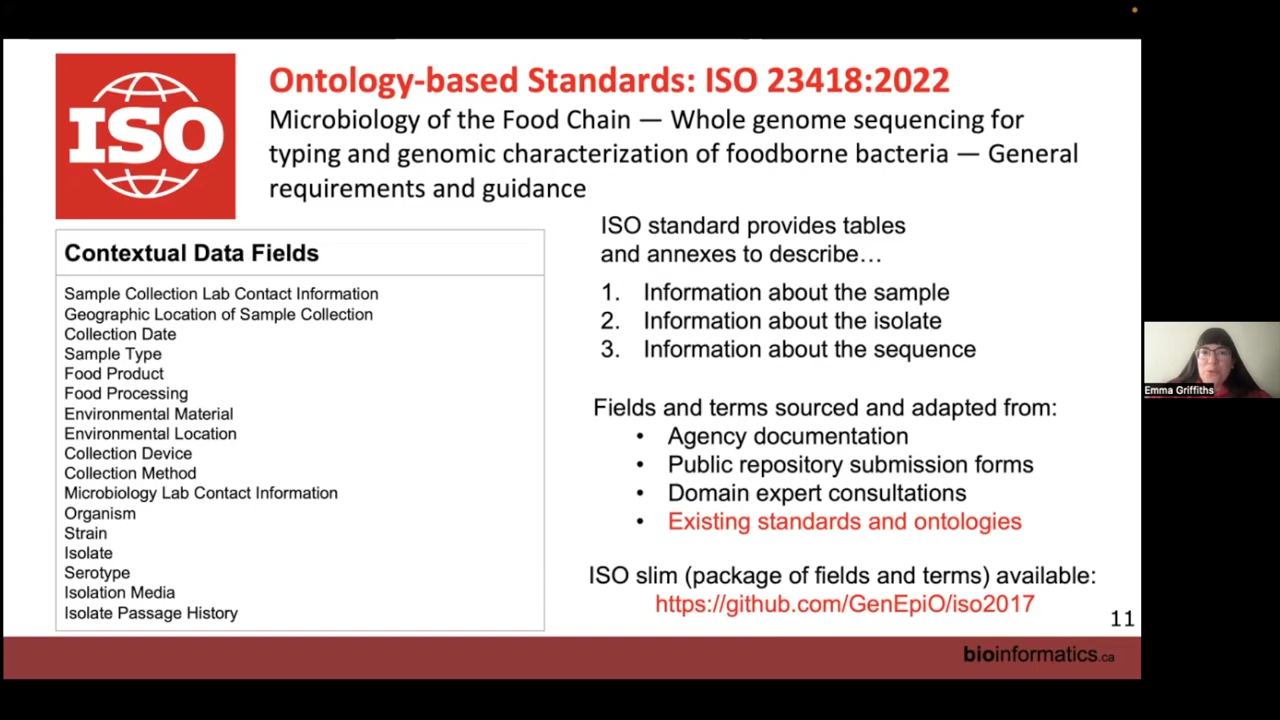 ISO
Ontology-based Standards: ISO 23418:2022
Microbiology of the Food Chain — Whole genome sequencing for
typing and genomic characterization of foodborne bacteria — General
requirements and guidance
Contextual Data Fields
Sample Collection Lab Contact Information
Geographic Location of Sample Collection
Collection Date
Sample Type
Food Product
Food Processing
Environmental Material
Environmental Location
Collection Device
Collection Method
Microbiology Lab Contact Information
Organism
Strain
Isolate
Serotype
Isolation Media
Isolate Passage History
ISO standard provides tables
and annexes to describe…
1. Information about the sample
2. Information about the isolate
3. Information about the sequence
Fields and terms sourced and adapted from:
• Agency documentation
• Public repository submission forms
• Domain expert consultations
• Existing standards and ontologies
ISO slim (package of fields and terms) available:
https://github.com/GenEpiO/iso2017
11
bioinformatics.ca
Emma Griffiths